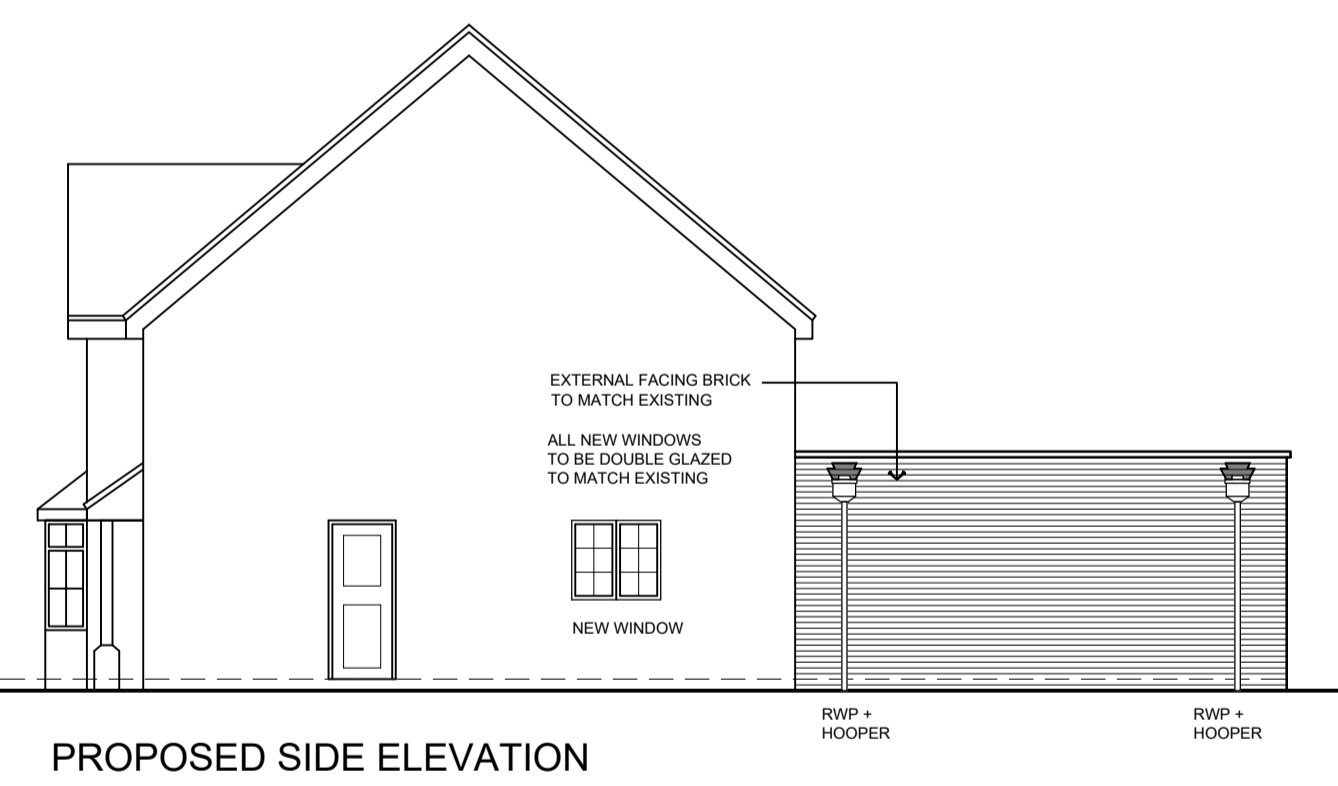 EXTERNAL FACING BRICK
TO MATCH EXISTING
ALL NEW WINDOWS
TO BE DOUBLE GLAZED
TO MATCH EXISTING
NEW WINDOW
RWP +
HOOPER
RWP +
HOOPER
PROPOSED SIDE ELEVATION